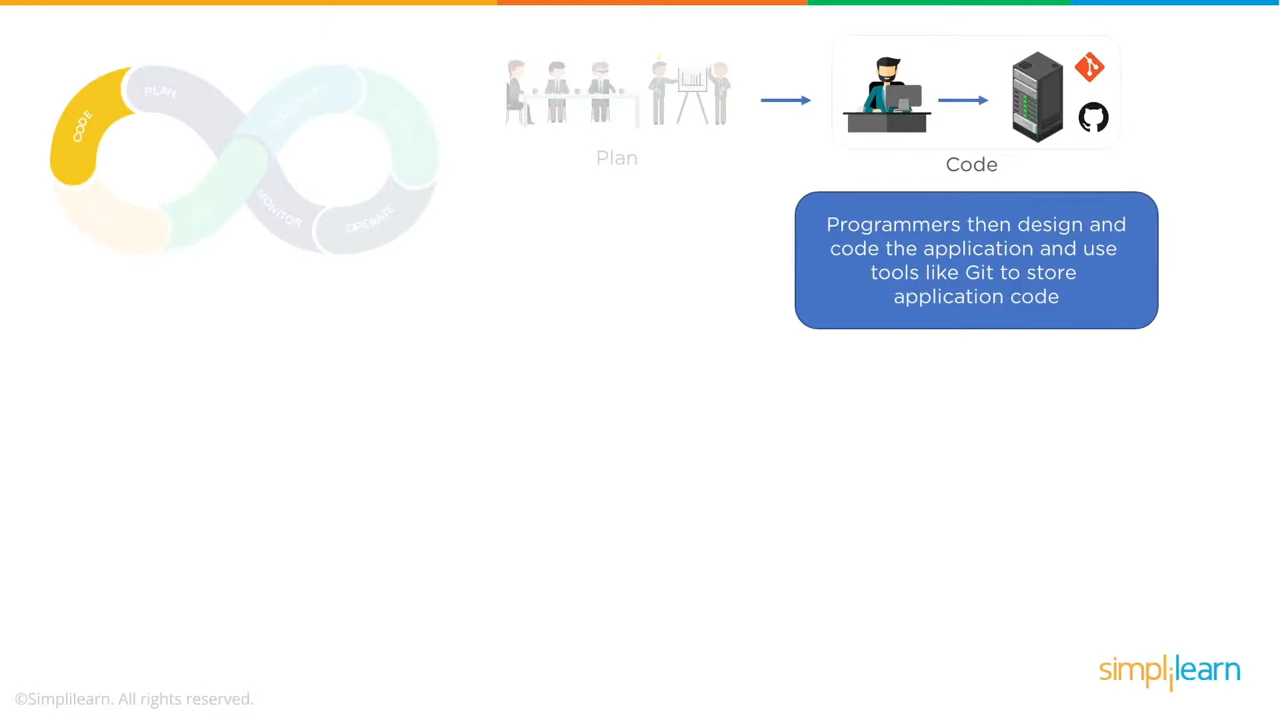 CODE
PLAN
MONITOR
OPERATE
Plan
Code
Programmers then design and
code the application and use
tools like Git to store
application code
simplilearn
©Simplilearn. All rights reserved.